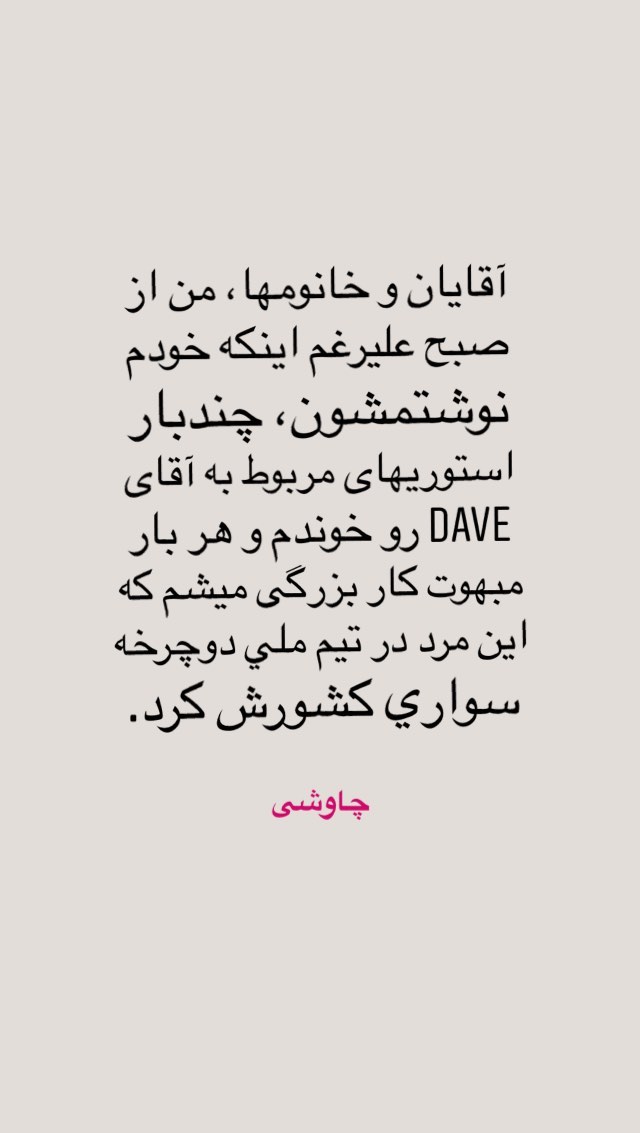 آقایان و خانومها، من از
صبح علیرغم اینکه خودم
نوشتمشون، چندبار
استوریهای مربوط به آقای
DAVE رو خوندم و هر بار
مبهوت کار بزرگی میشم که
این مرد در تیم ملي دوچرخه
سواري کشورش کرد.
چاوشی